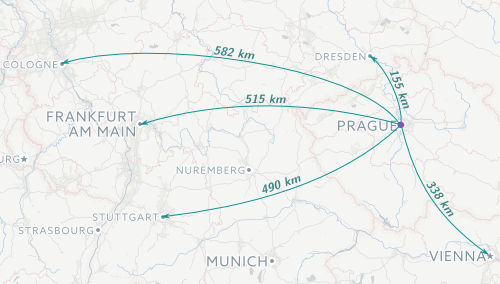 582 km
COLOGNE
DRESDEN
155 km
515 km
FRANKFURT
AM MAIN
PRAGUE
URG
NUREMBERG
490 km
338 km
STUTTGART
STRASBOURG
MUNICH
VIENNA